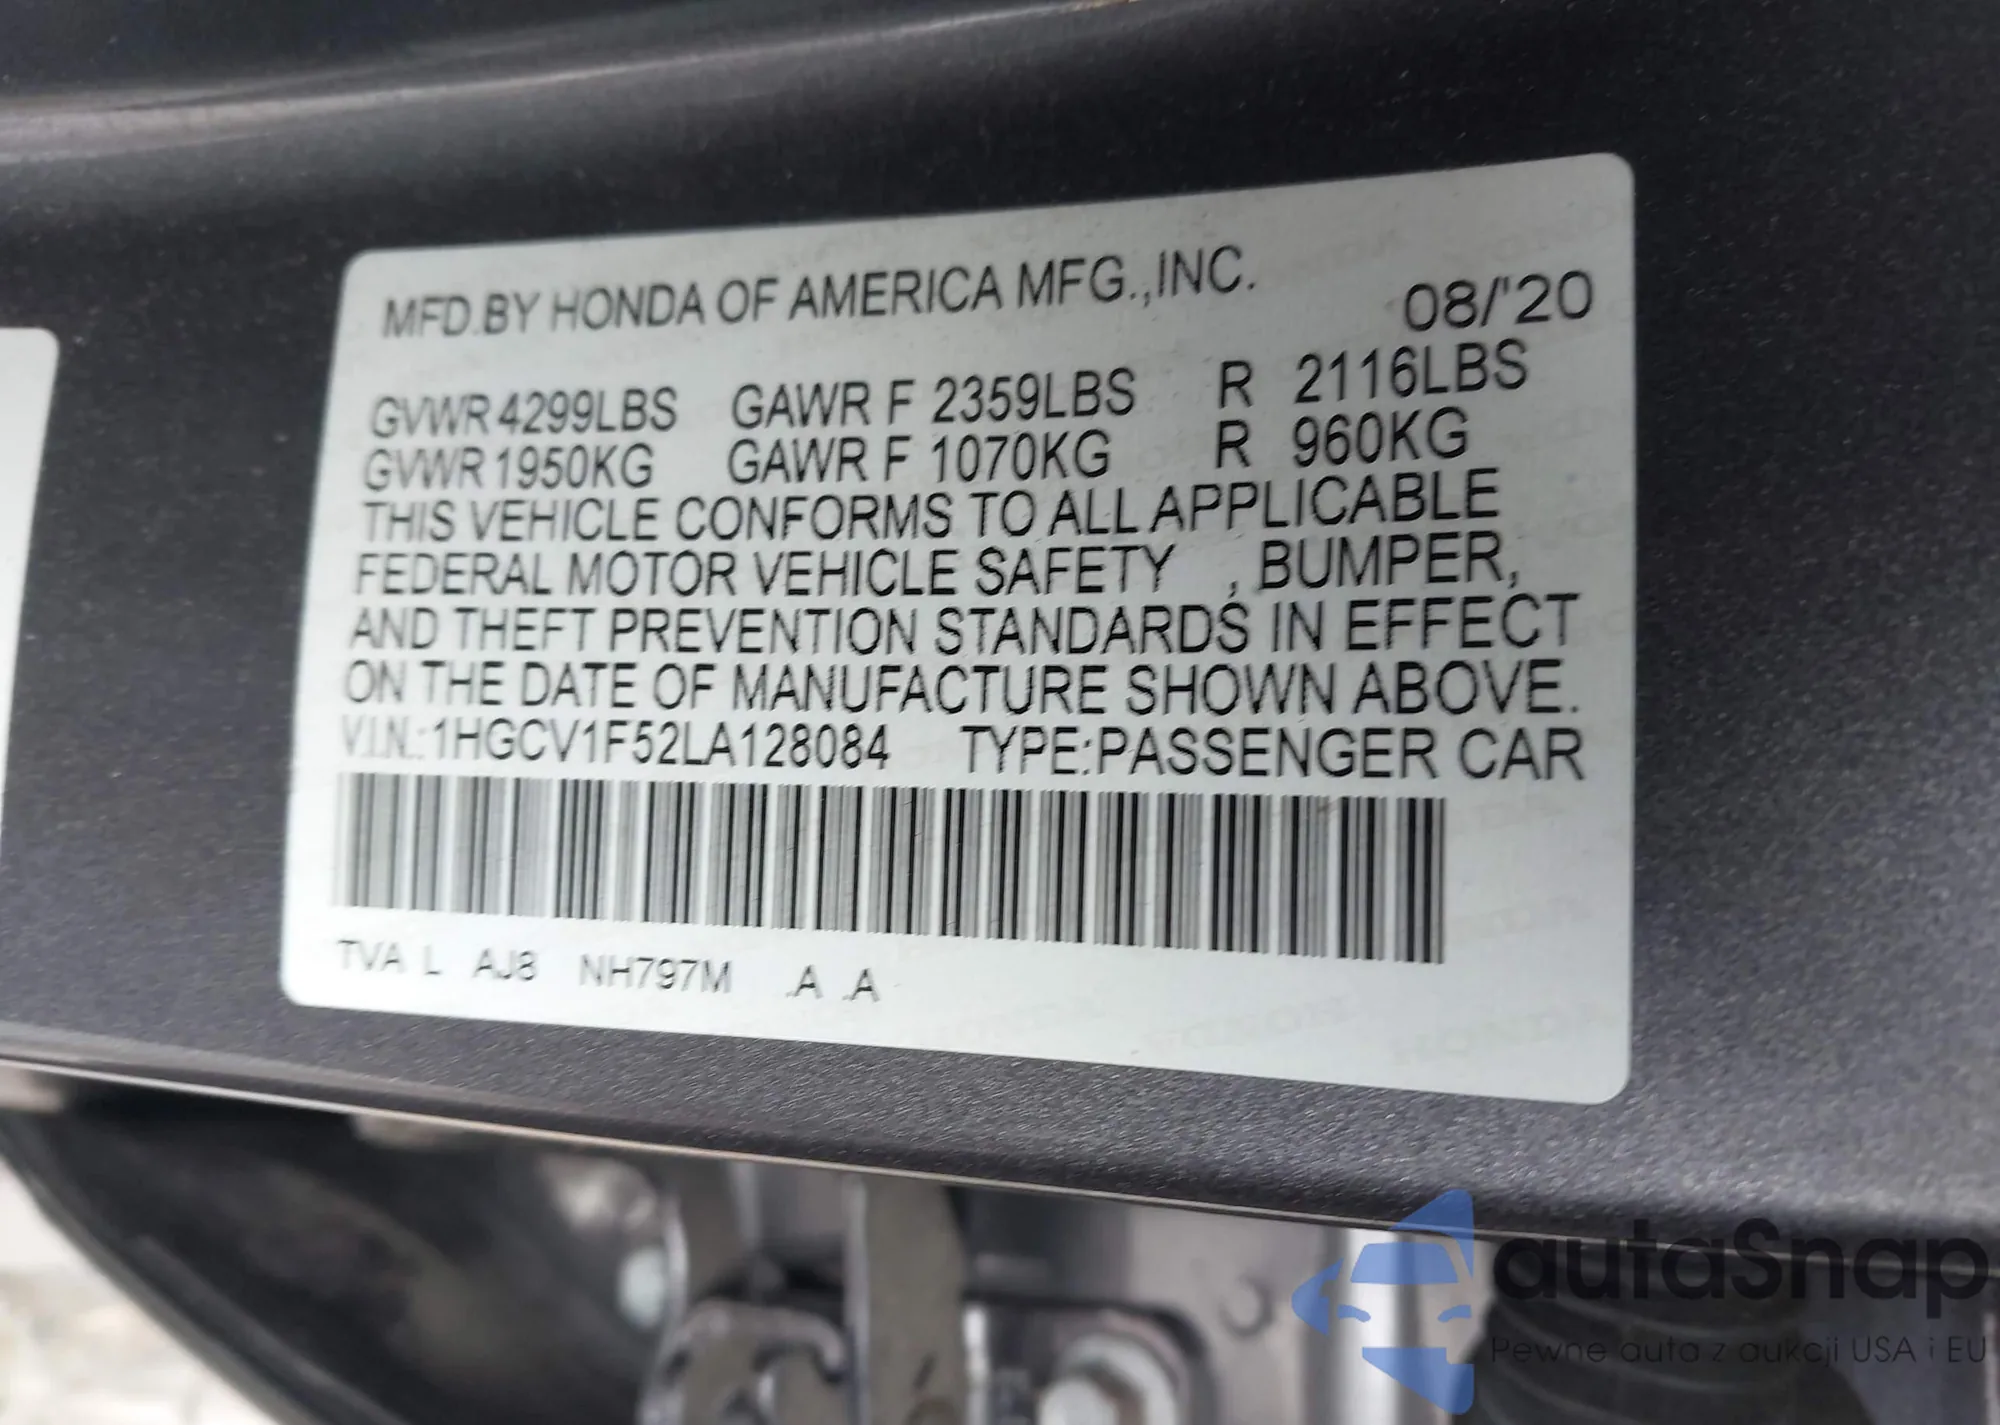 MFD.BY HONDA OF AMERICA MFG.,INC. 08/'20
GVWR 4299LBS GAWR F 2359LBS R 2116LBS
GVWR 1950KG GAWR F 1070KG R 960KG
THIS VEHICLE CONFORMS TO ALL APPLICABLE
FEDERAL MOTOR VEHICLE SAFETY , BUMPER,
AND THEFT PREVENTION STANDARDS IN EFFECT
ON THE DATE OF MANUFACTURE SHOWN ABOVE.
V.I.N.:1HGCV1F52LA128084 TYPE:PASSENGER CAR
TVA L AJ8 NH797M .A .A
autaSnap
Pewne auta z aukcji USA i EU